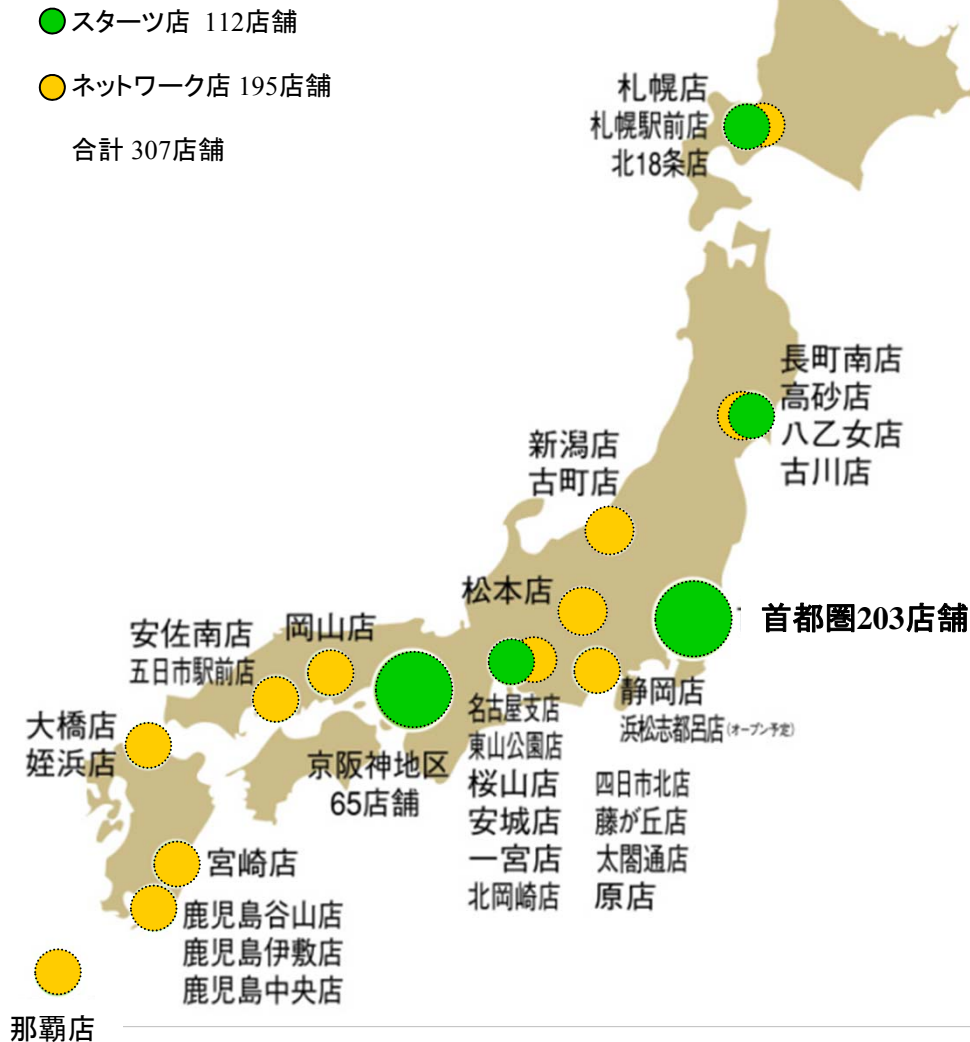 スターツ店 112店舗
ネットワーク店 195店舗
合計 307店舗
札幌店
札幌駅前店
北18条店
長町南店
高砂店
八乙女店
古川店
新潟店
古町店
松本店
首都圏203店舗
安佐南店
五日市駅前店
岡山店
静岡店
浜松志都呂店(オープン予定)
大橋店
姪浜店
京阪神地区
65店舗
名古屋支店
東山公園店
桜山店
安城店
一宮店
北岡崎店
四日市北店
藤が丘店
太閤通店
原店
宮崎店
鹿児島谷山店
鹿児島伊敷店
鹿児島中央店
那覇店